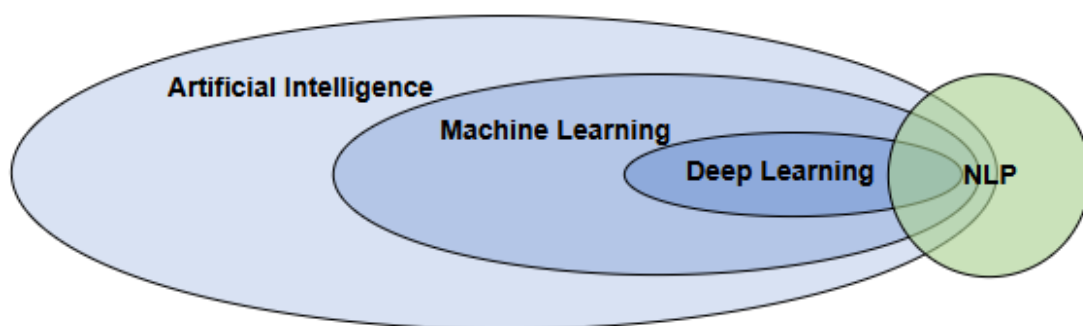 Artificial Intelligence
Machine Learning
Deep Learning
NLP